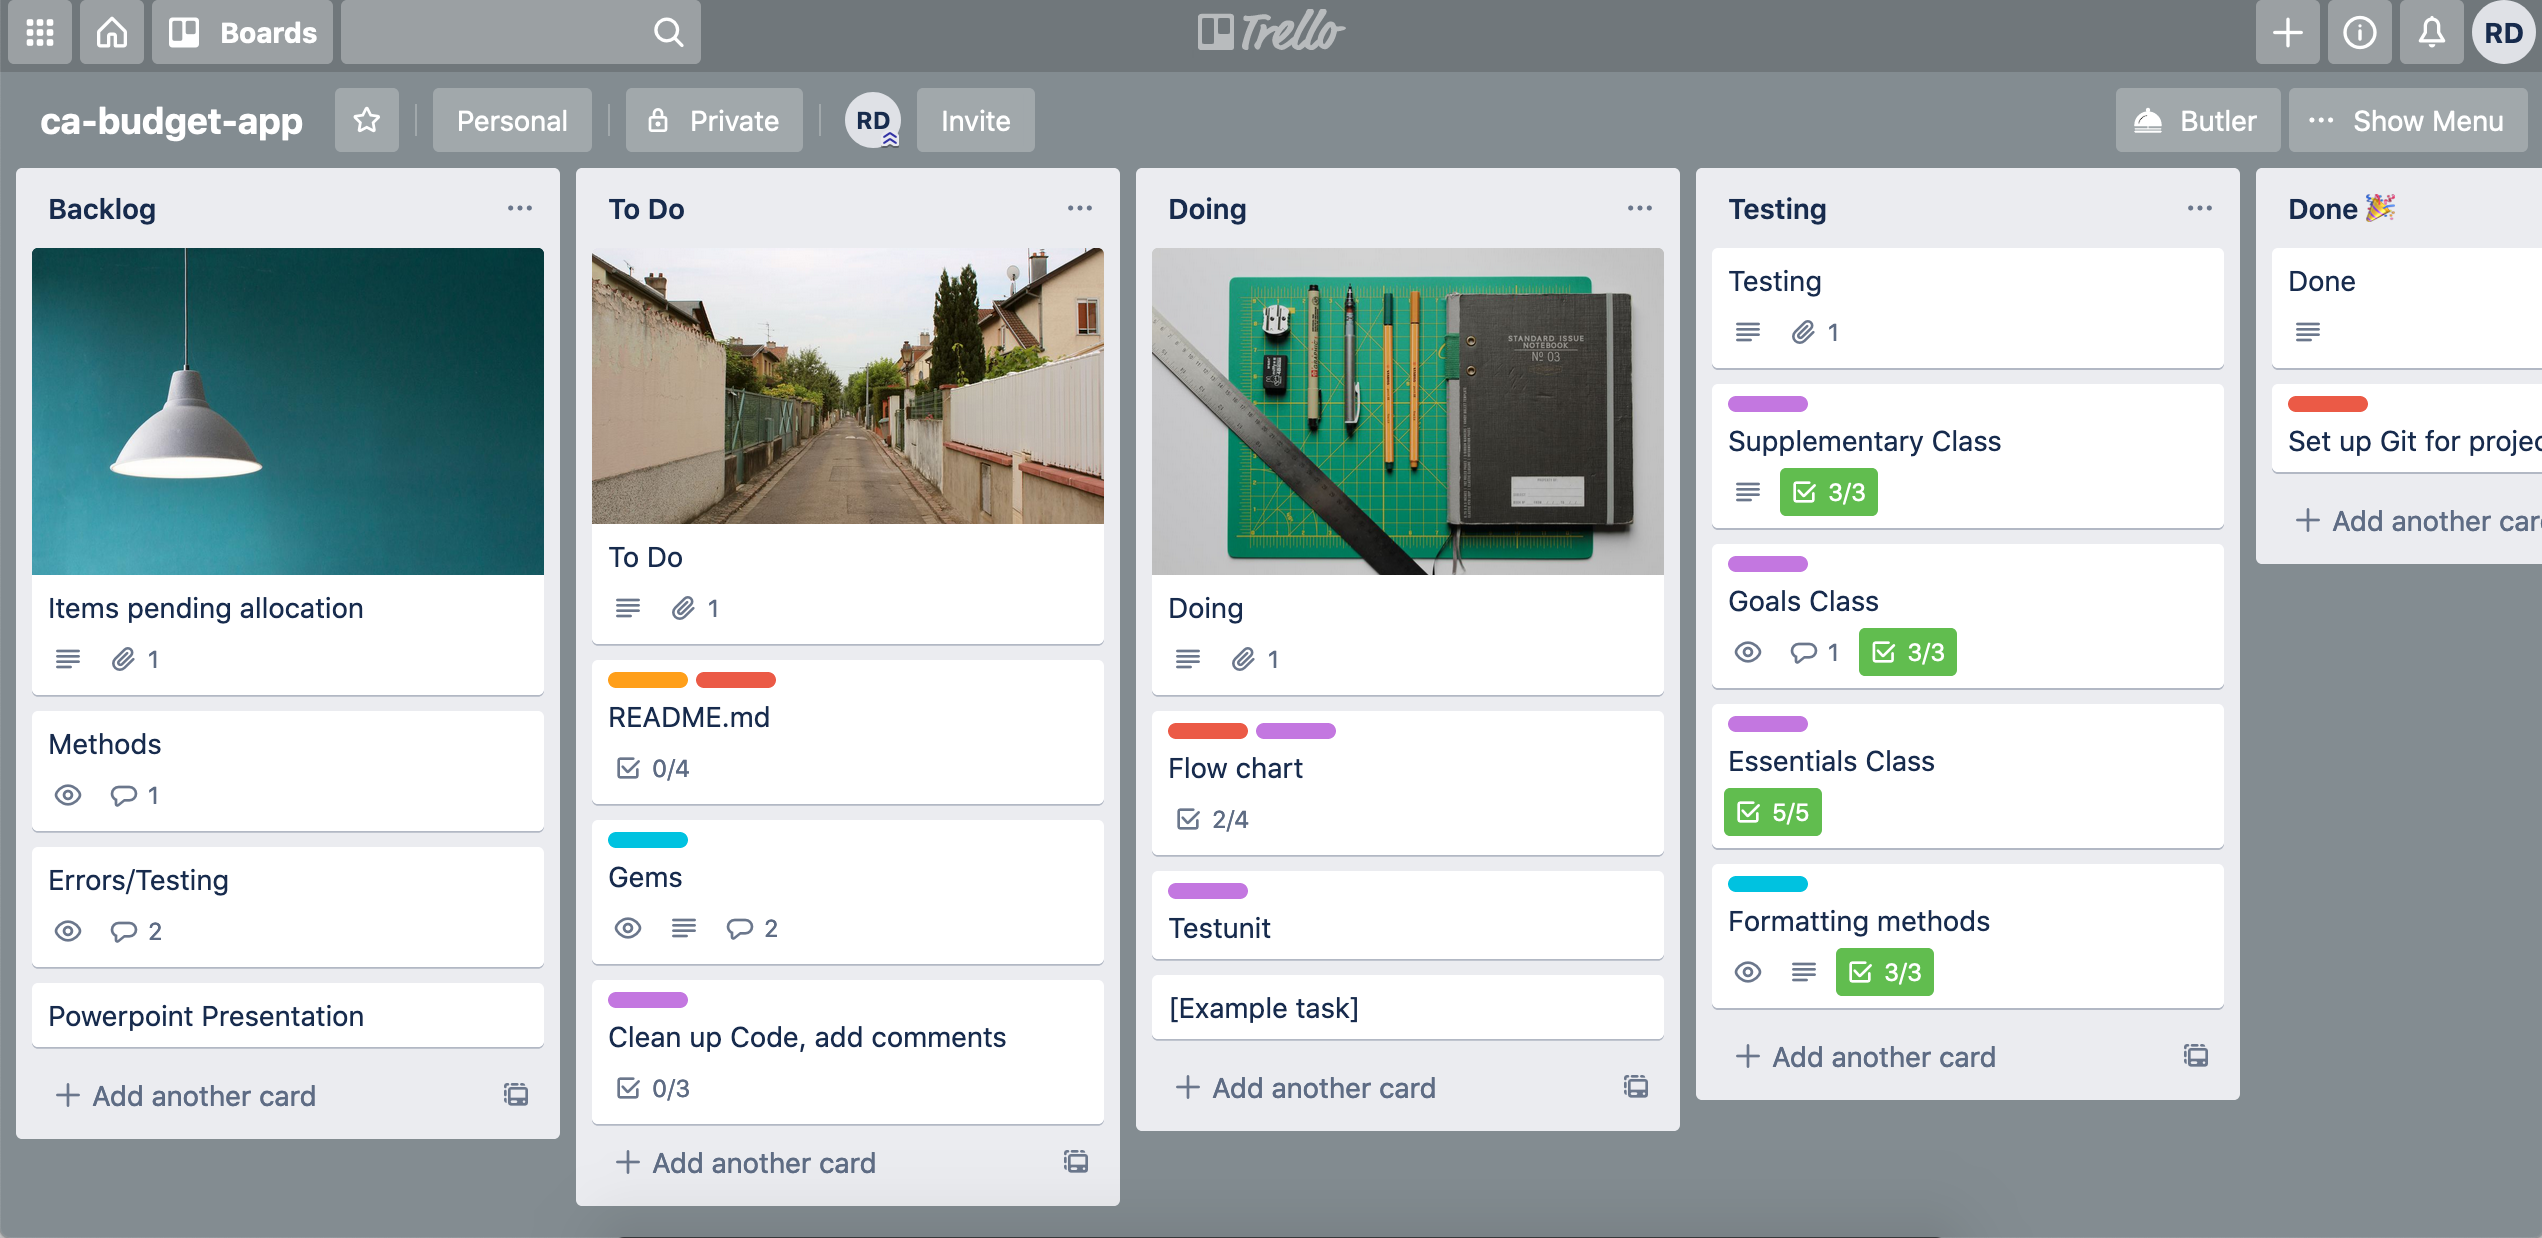 Boards
Trello
RD
ca-budget-app
Personal
Private
RD
Invite
Butler
Show Menu
Backlog
Items pending allocation
1
Methods
1
Errors/Testing
2
Powerpoint Presentation
Add another card
To Do
To Do
1
README.md
0/4
Gems
2
Clean up Code, add comments
0/3
Add another card
Doing
STANDARD ISSUE
NOTEBOOK
Nº 03
Doing
1
Flow chart
2/4
Testunit
[Example task]
Add another card
Testing
Testing
1
Supplementary Class
3/3
Goals Class
1 3/3
Essentials Class
5/5
Formatting methods
3/3
Add another card
Done 🎉
Done
Set up Git for projec
Add another car